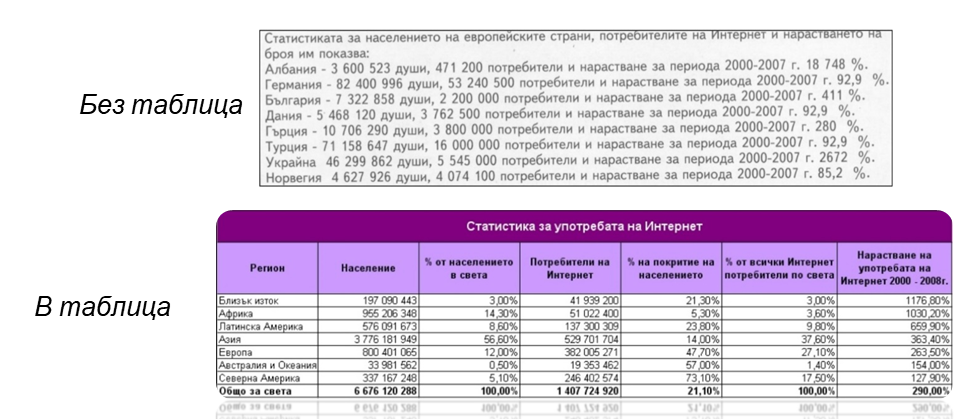 Статистиката за населението на европейските страни, потребителите на Интернет и нарастването на
броя им показва:
Албания - 3 600 523 души, 471 200 потребители и нарастване за периода 2000-2007 г. 18 748 %.
Германия - 82 400 996 души, 53 240 500 потребители и нарастване за периода 2000-2007 г. 92,9 %.
България - 7 322 858 души, 2 200 000 потребители и нарастване за периода 2000-2007 г. 411 %.
Дания - 5 468 120 души, 3 762 500 потребители и нарастване за периода 2000-2007 г. 92,9 %.
Гърция - 10 706 290 души, 3 800 000 потребители и нарастване за периода 2000-2007 г. 280 %.
Турция - 71 158 647 души, 16 000 000 потребители и нарастване за периода 2000-2007 г. 92,9 %.
Украйна 46 299 862 души, 5 545 000 потребители и нарастване за периода 2000-2007 г. 2672 %.
Норвегия 4 627 926 души, 4 074 100 потребители и нарастване за периода 2000-2007 г. 85,2 %.
Без таблица
Статистика за употребата на Интернет
Регион Население % от населението в света Потребители на Интернет % на покритие на населението % от всички Интернет потребители по света Нарастване на употребата на Интернет 2000 - 2008г.
Близък изток 197 090 443 3,00% 41 939 200 21,30% 3,00% 1176,80%
Африка 955 206 348 14,30% 51 022 400 5,30% 3,60% 1030,20%
Латинска Америка 576 091 673 8,60% 137 300 309 23,80% 9,80% 659,90%
Азия 3 776 181 949 56,60% 529 701 704 14,00% 37,60% 363,40%
Европа 800 401 065 12,00% 382 005 271 47,70% 27,10% 263,50%
Австралия и Океания 33 981 562 0,50% 19 353 462 57,00% 1,40% 154,00%
Северна Америка 337 167 248 5,10% 246 402 574 73,10% 17,50% 127,90%
Общо за света 6 676 120 288 100,00% 1 407 724 920 21,10% 100,00% 290,00%
В таблица